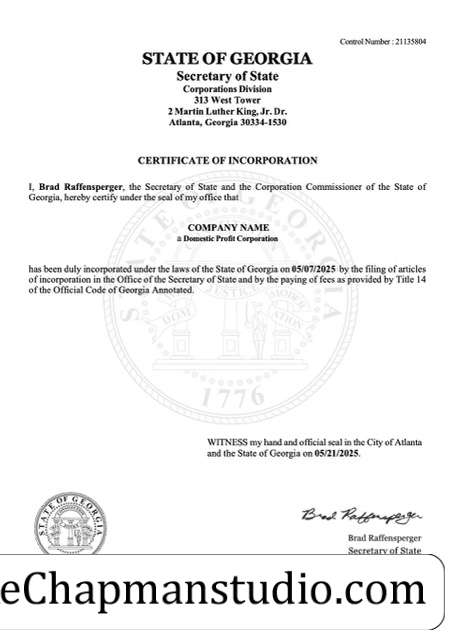 Control Number : 21135804
STATE OF GEORGIA
Secretary of State
Corporations Division
313 West Tower
2 Martin Luther King, Jr. Dr.
Atlanta, Georgia 30334-1530
CERTIFICATE OF INCORPORATION
I, Brad Raffensperger, the Secretary of State and the Corporation Commissioner of the State of
Georgia, hereby certify under the seal of my office that
COMPANY NAME
a Domestic Profit Corporation
has been duly incorporated under the laws of the State of Georgia on 05/07/2025 by the filing of articles
of incorporation in the Office of the Secretary of State and by the paying of fees as provided by Title 14
of the Official Code of Georgia Annotated.
STATE OF GEORGIA
1776
WITNESS my hand and official seal in the City of Atlanta
and the State of Georgia on 05/21/2025.
STATE OF GEORGIA
Brad Raffensperger
Brad Raffensperger
Secretary of State
eChapmanstudio.com